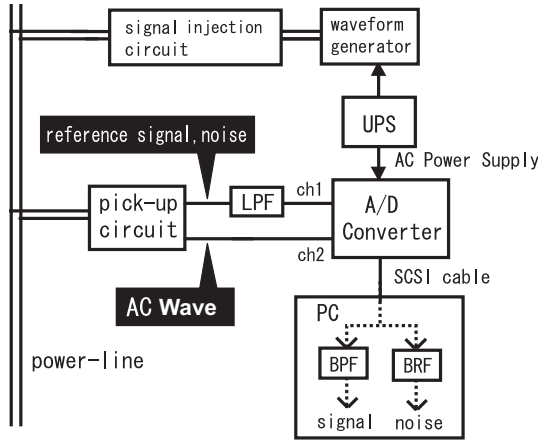 signal injection
circuit
waveform
generator
UPS
AC Power Supply
reference signal,noise
pick-up
circuit
LPF
ch1
A/D
Converter
ch2
AC Wave
SCSI cable
PC
BPF
BRF
signal
noise
power-line